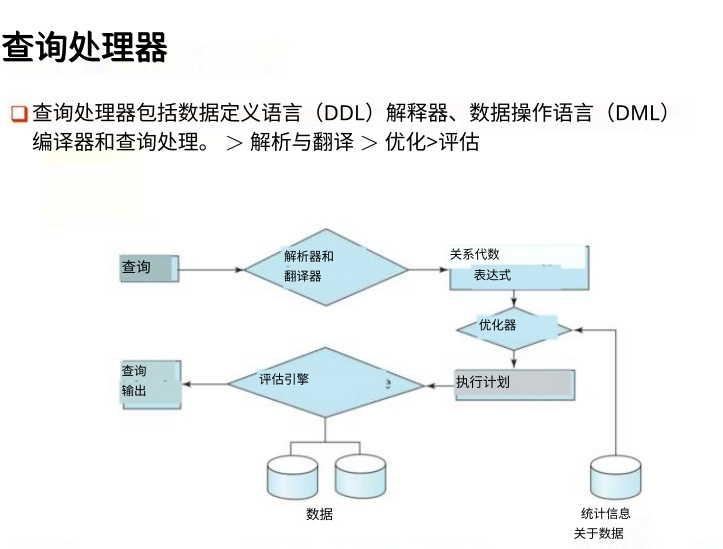 查询处理器
查询处理器包括数据定义语言（DDL）解释器、数据操作语言（DML）
编译器和查询处理。 ＞ 解析与翻译 ＞ 优化>评估
查询
解析器和
翻译器
关系代数
表达式
优化器
查询
输出
评估引擎
执行计划
数据
统计信息
关于数据